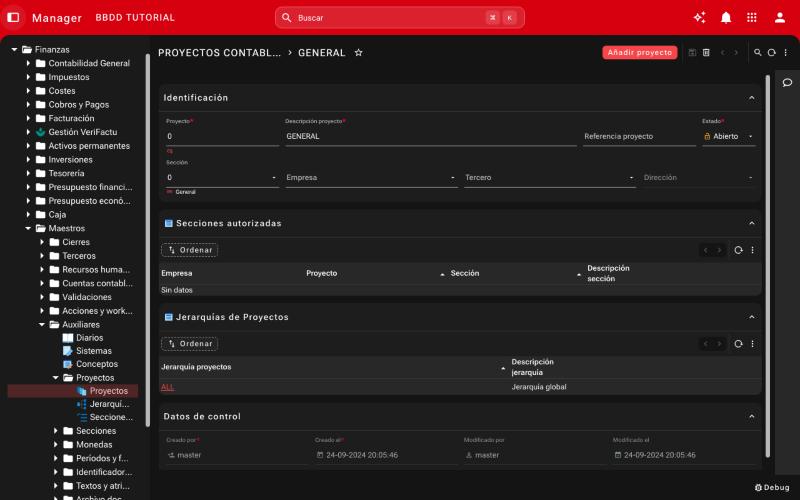 Manager BBDD TUTORIAL
Buscar
⌘ K
Finanzas
Contabilidad General
Impuestos
Costes
Cobros y Pagos
Facturación
Gestión VeriFactu
Activos permanentes
Inversiones
Tesorería
Presupuesto financi...
Presupuesto econó...
Caja
Maestros
Cierres
Terceros
Recursos huma...
Cuentas contabl...
Validaciones
Acciones y work...
Auxiliares
Diarios
Sistemas
Conceptos
Proyectos
Proyectos
Jerarquí...
Seccione...
Secciones
Monedas
Periodos y f...
Identificador...
Textos y atri...
Archivo doc...
PROYECTOS CONTABL... > GENERAL
Añadir proyecto
Identificación
Proyecto* Descripción proyecto* Estado*
0 GENERAL Referencia proyecto Abierto
Sección
0 Empresa Tercero Dirección
General
Secciones autorizadas
Ordenar
Empresa Proyecto Sección Descripción sección
Sin datos
Jerarquías de Proyectos
Ordenar
Jerarquía proyectos Descripción jerarquía
ALL Jerarquía global
Datos de control
Creado por* Creado el* Modificado por Modificado el
master 24-09-2024 20:05:46 master 24-09-2024 20:05:46
Debug